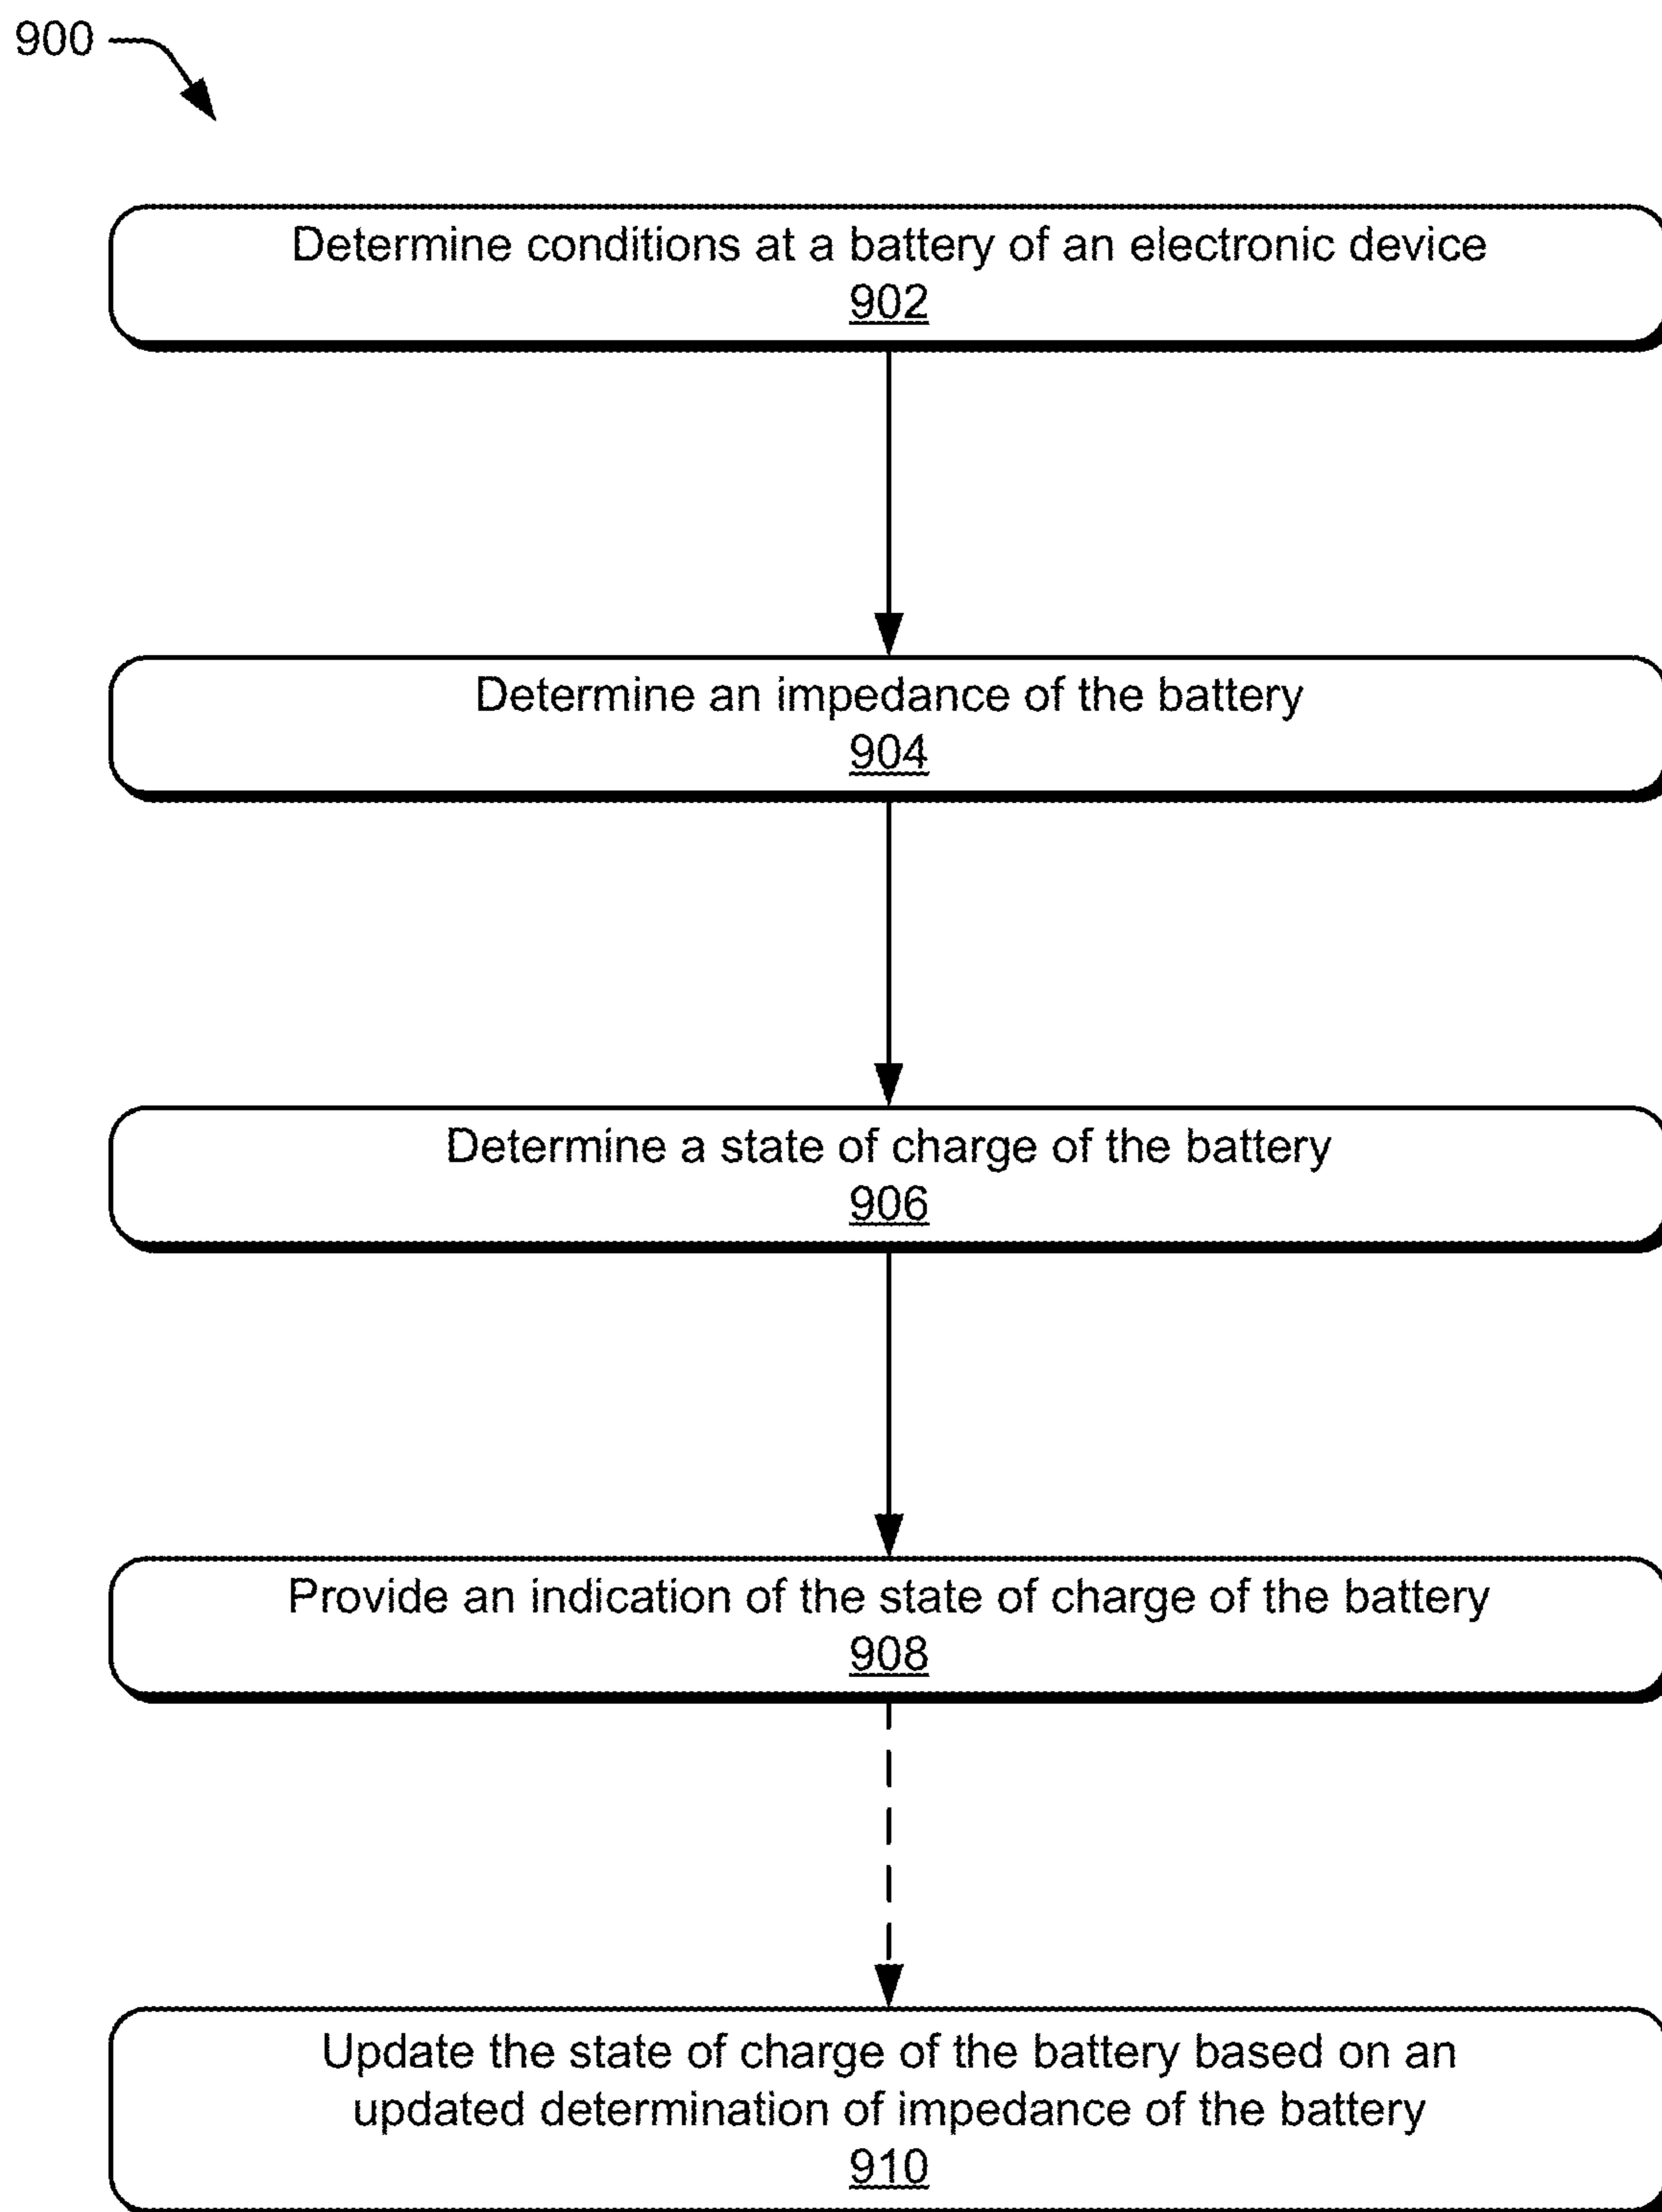 900
Determine conditions at a battery of an electronic device
902
Determine an impedance of the battery
904
Determine a state of charge of the battery
906
Provide an indication of the state of charge of the battery
908
Update the state of charge of the battery based on an
updated determination of impedance of the battery
910